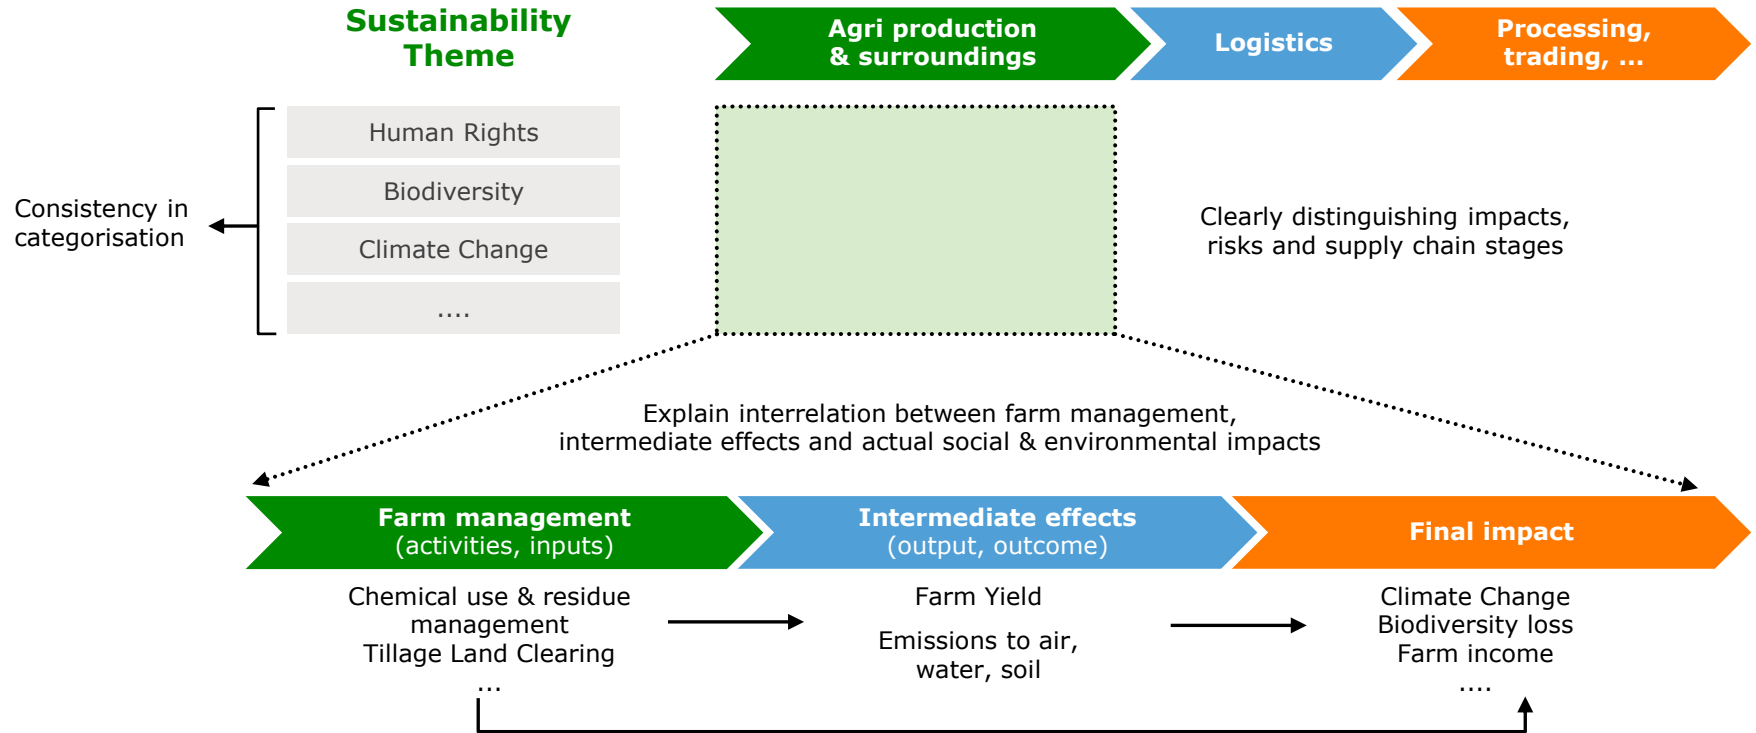 Sustainability
Theme
Agri production
& surroundings
Logistics
Processing,
trading, ...
Human Rights
Biodiversity
Climate Change
....
Consistency in
categorisation
Clearly distinguishing impacts,
risks and supply chain stages
Explain interrelation between farm management,
intermediate effects and actual social & environmental impacts
Farm management
(activities, inputs)
Intermediate effects
(output, outcome)
Final impact
Chemical use & residue
management
Tillage Land Clearing
...
Farm Yield
Emissions to air,
water, soil
Climate Change
Biodiversity loss
Farm income
....